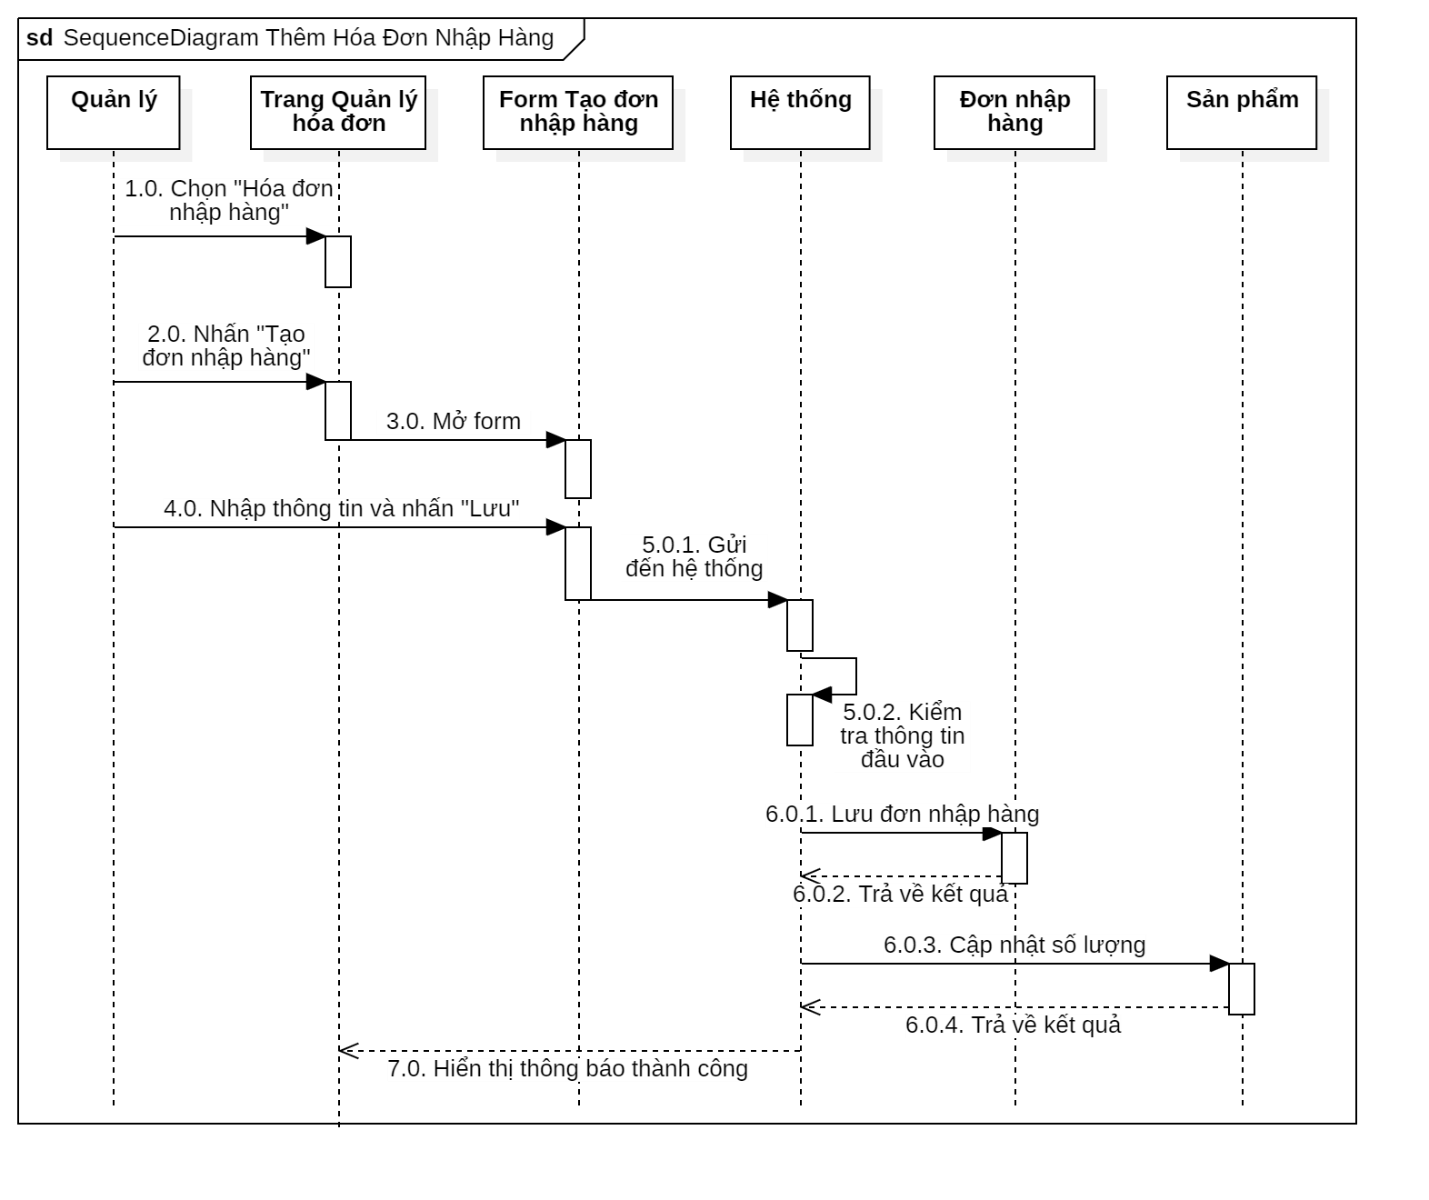 sd SequenceDiagram Thêm Hóa Đơn Nhập Hàng
Quản lý
Trang Quản lý
hóa đơn
Form Tạo đơn
nhập hàng
Hệ thống
Đơn nhập
hàng
Sản phẩm
1.0. Chọn "Hóa đơn
nhập hàng"
2.0. Nhấn "Tạo
đơn nhập hàng"
3.0. Mở form
4.0. Nhập thông tin và nhấn "Lưu"
5.0.1. Gửi
đến hệ thống
5.0.2. Kiểm
tra thông tin
đầu vào
6.0.1. Lưu đơn nhập hàng
6.0.2. Trả về kết quả
6.0.3. Cập nhật số lượng
6.0.4. Trả về kết quả
7.0. Hiển thị thông báo thành công